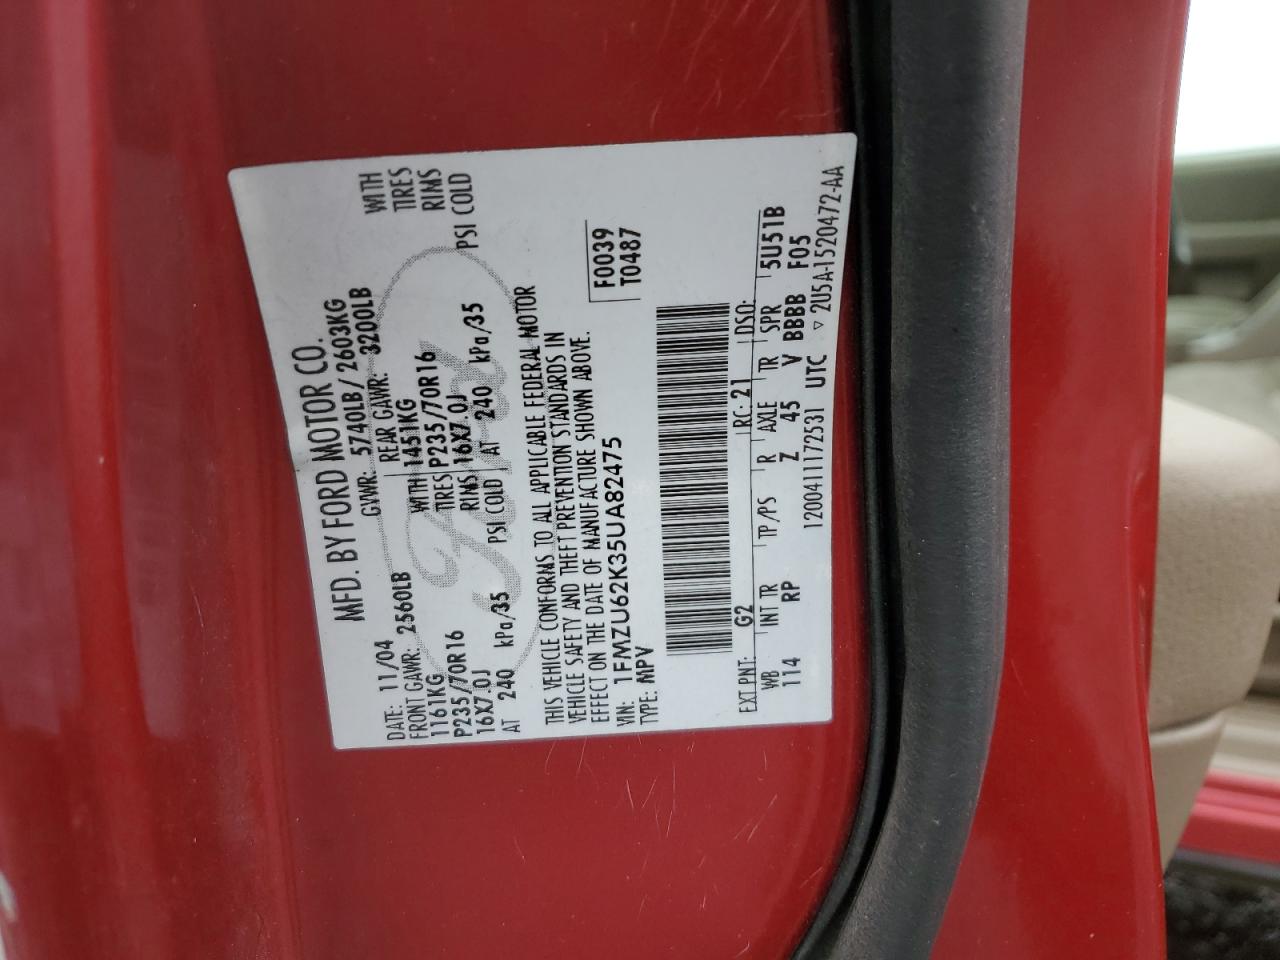 MFD. BY FORD MOTOR CO.
DATE: 11/04 GVWR: 5740LB/2603KG
FRONT GAWR: 2560LB REAR GAWR: 3200LB
1161KG WITH 1451KG WITH
P235/70R16 TIRES P235/70R16 TIRES
16X7.0J RIMS 16X7.0J RIMS
AT 240 kPa/35 PSI COLD AT 240 kPa/35 PSI COLD
Ford
THIS VEHICLE CONFORMS TO ALL APPLICABLE FEDERAL MOTOR
VEHICLE SAFETY AND THEFT PREVENTION STANDARDS IN
EFFECT ON THE DATE OF MANUFACTURE SHOWN ABOVE.
VIN: 1FMZU62K35UA82475
TYPE: MPV
F0039
T0487
EXT PNT: G2 RC: 21 DSO:
WB INT TR TP/PS R AXLE TR SPR 5U51B
114 RP Z 45 V BBBB F05
1200411172531 UTC ▽ 2U5A-1520472-AA